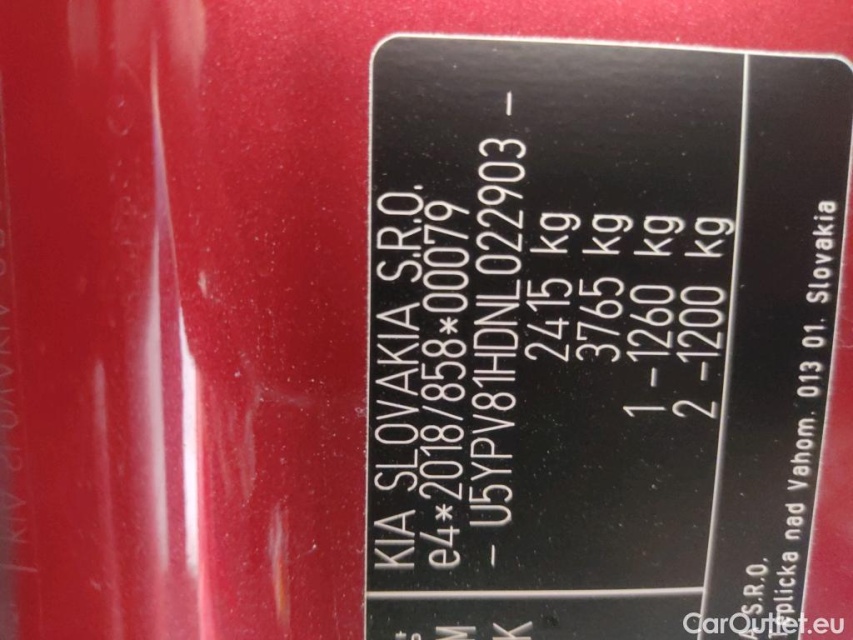 KIA SLOVAKIA S.R.O.
e4*2018/858*00079
- U5YPV81HDNL022903 -
2415 kg
3765 kg
1 - 1260 kg
2 - 1200 kg
S.R.O.
nad Vahom, 013 01. Slovakia
CarOutlet.eu